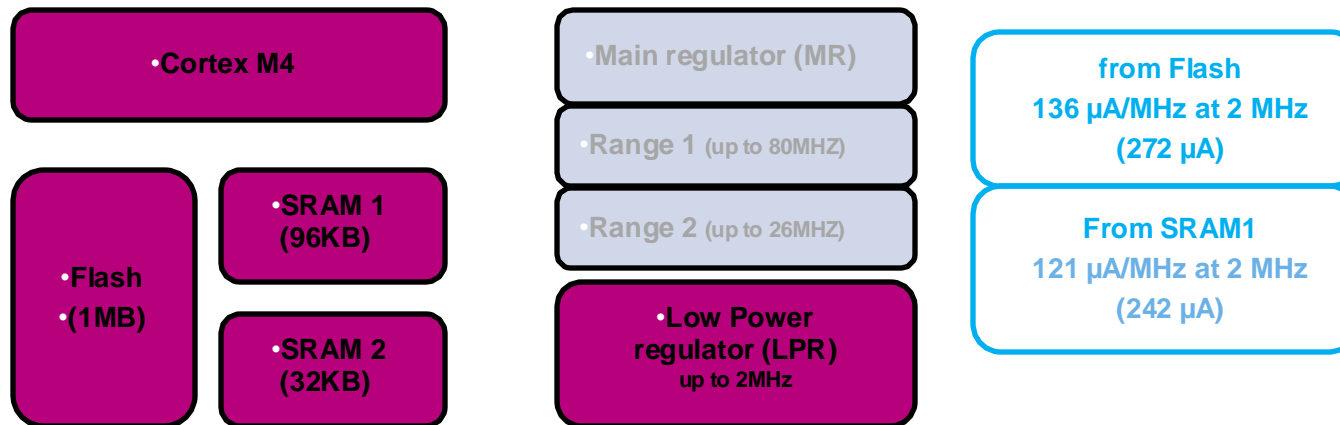 •Cortex M4
•Flash
•(1MB)
•SRAM 1
(96KB)
•SRAM 2
(32KB)
•Main regulator (MR)
•Range 1 (up to 80MHZ)
•Range 2 (up to 26MHZ)
•Low Power
regulator (LPR)
up to 2MHz
from Flash
136 µA/MHz at 2 MHz
(272 µA)
From SRAM1
121 µA/MHz at 2 MHz
(242 µA)